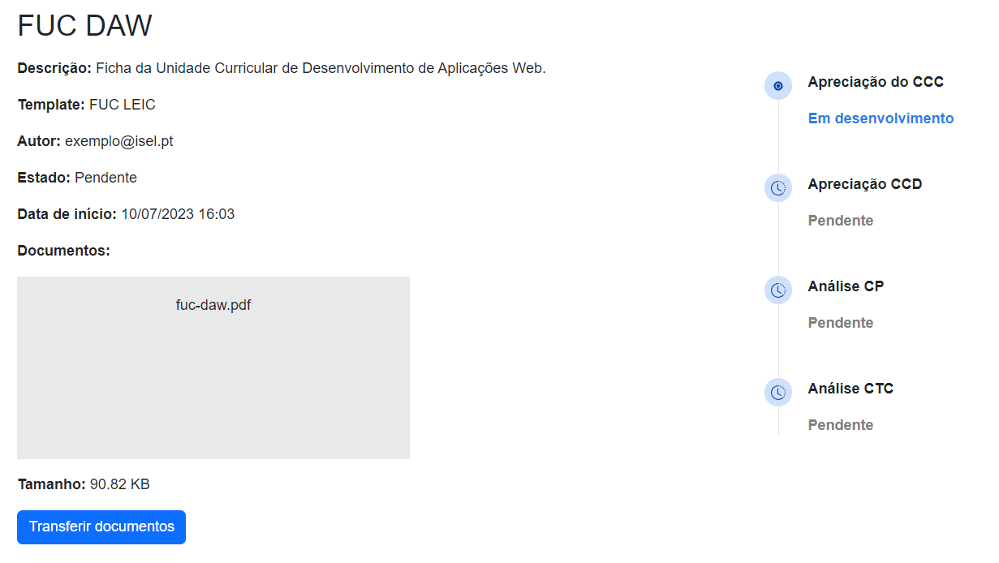 FUC DAW
Descrição: Ficha da Unidade Curricular de Desenvolvimento de Aplicações Web.
Template: FUC LEIC
Autor: exemplo@isel.pt
Estado: Pendente
Data de início: 10/07/2023 16:03
Documentos:
fuc-daw.pdf
Tamanho: 90.82 KB
Transferir documentos
Apreciação do CCC
Em desenvolvimento
Apreciação CCD
Pendente
Análise CP
Pendente
Análise CTC
Pendente